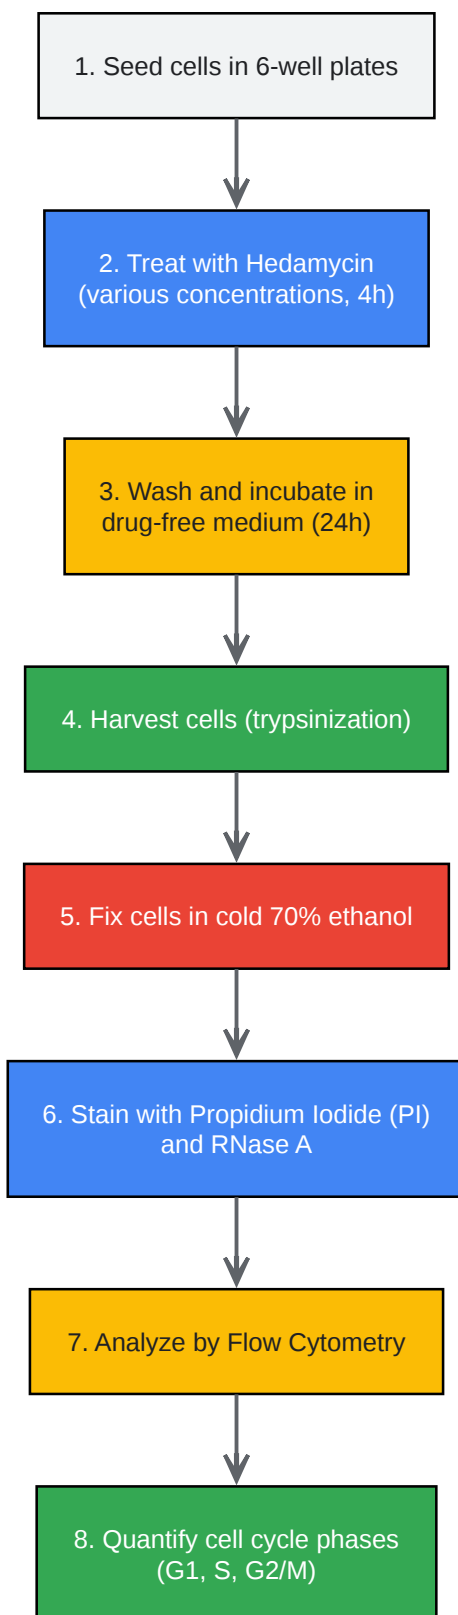 1. Seed cells in 6-well plates
2. Treat with Hedamycin
(various concentrations, 4h)
3. Wash and incubate in
drug-free medium (24h)
4. Harvest cells (trypsinization)
5. Fix cells in cold 70% ethanol
6. Stain with Propidium Iodide (PI)
and RNase A
7. Analyze by Flow Cytometry
8. Quantify cell cycle phases
(G1, S, G2/M)